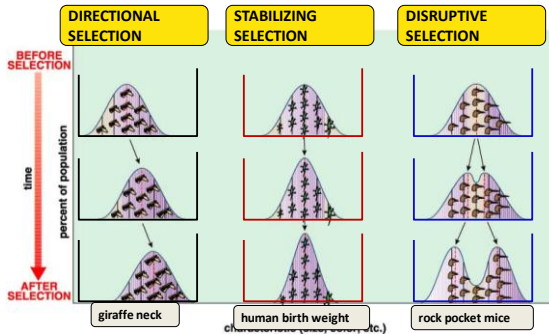 DIRECTIONAL
SELECTION
STABILIZING
SELECTION
DISRUPTIVE
SELECTION
BEFORE
SELECTION
time
percent of population
AFTER
SELECTION
giraffe neck
human birth weight
rock pocket mice